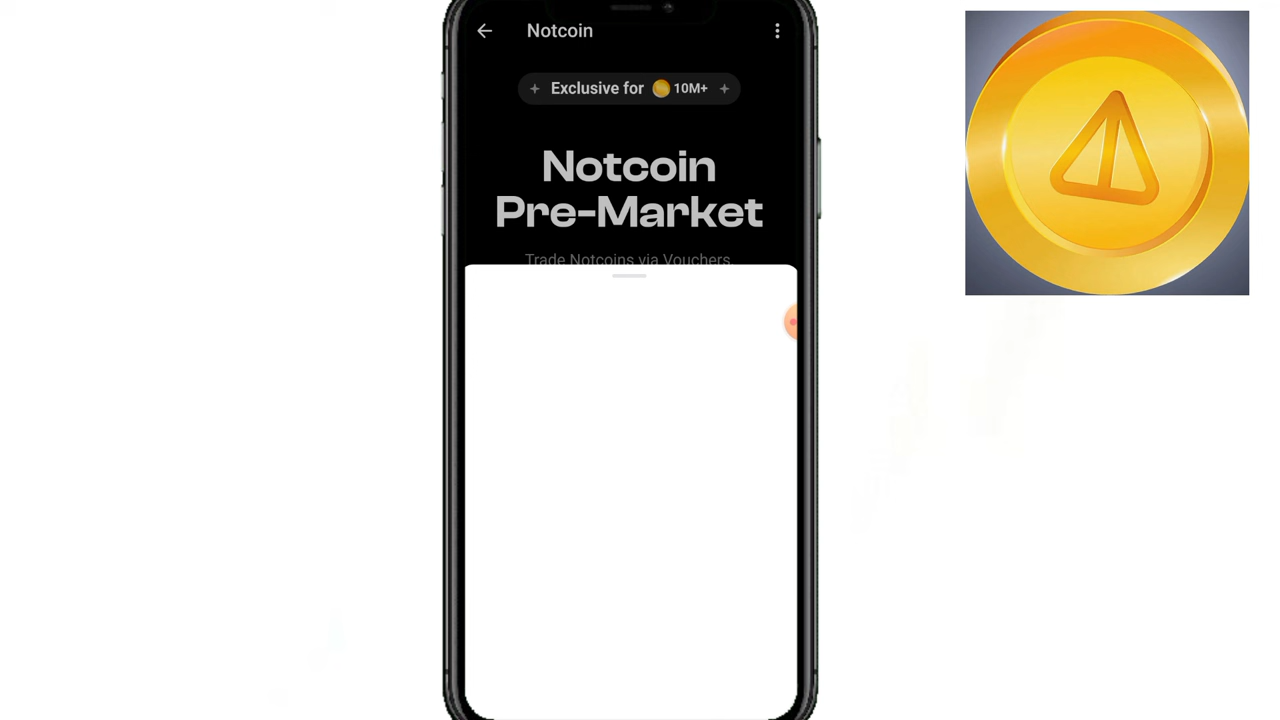 Notcoin
Exclusive for 10M+
Notcoin
Pre-Market
Trade Notcoins via Vouchers.